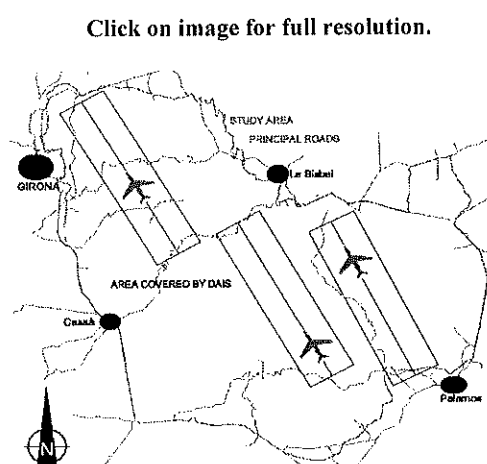 Click on image for full resolution.
STUDY AREA
PRINCIPAL ROADS
La Bisbal
GIRONA
AREA COVERED BY DAIS
Cassà
Palamos
N